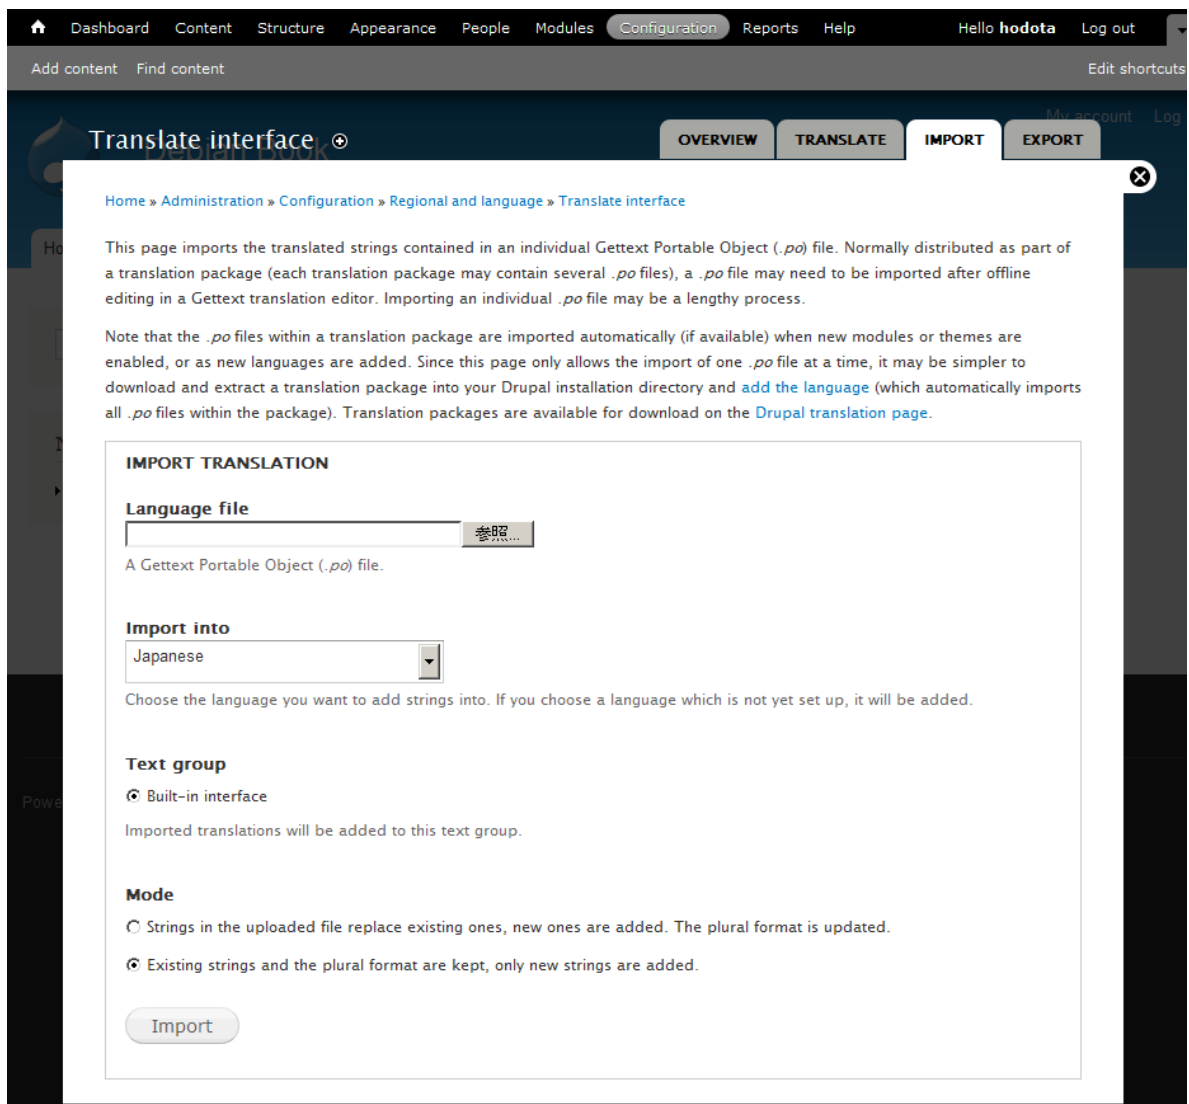 Dashboard Content Structure Appearance People Modules Configuration Reports Help Hello hodota Log out
Add content Find content Edit shortcuts
My account Log
Debian Book
Translate interface OVERVIEW TRANSLATE IMPORT EXPORT
Home » Administration » Configuration » Regional and language » Translate interface
This page imports the translated strings contained in an individual Gettext Portable Object (.po) file. Normally distributed as part of
a translation package (each translation package may contain several .po files), a .po file may need to be imported after offline
editing in a Gettext translation editor. Importing an individual .po file may be a lengthy process.
Note that the .po files within a translation package are imported automatically (if available) when new modules or themes are
enabled, or as new languages are added. Since this page only allows the import of one .po file at a time, it may be simpler to
download and extract a translation package into your Drupal installation directory and add the language (which automatically imports
all .po files within the package). Translation packages are available for download on the Drupal translation page.
IMPORT TRANSLATION
Language file
参照...
A Gettext Portable Object (.po) file.
Import into
Japanese
Choose the language you want to add strings into. If you choose a language which is not yet set up, it will be added.
Text group
Built-in interface
Imported translations will be added to this text group.
Mode
Strings in the uploaded file replace existing ones, new ones are added. The plural format is updated.
Existing strings and the plural format are kept, only new strings are added.
Import